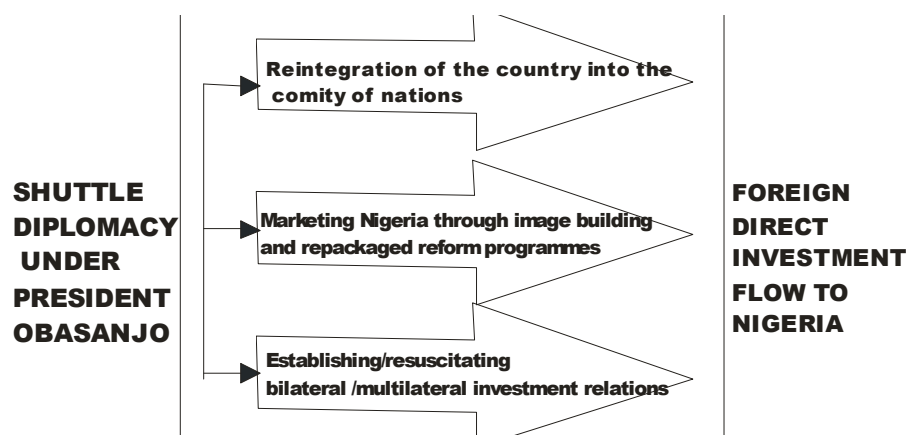 SHUTTLE
DIPLOMACY
UNDER
PRESIDENT
OBASANJO
Reintegration of the country into the
comity of nations
Marketing Nigeria through image building
and repackaged reform programmes
Establishing/resuscitating
bilateral /multilateral investment relations
FOREIGN
DIRECT
INVESTMENT
FLOW TO
NIGERIA